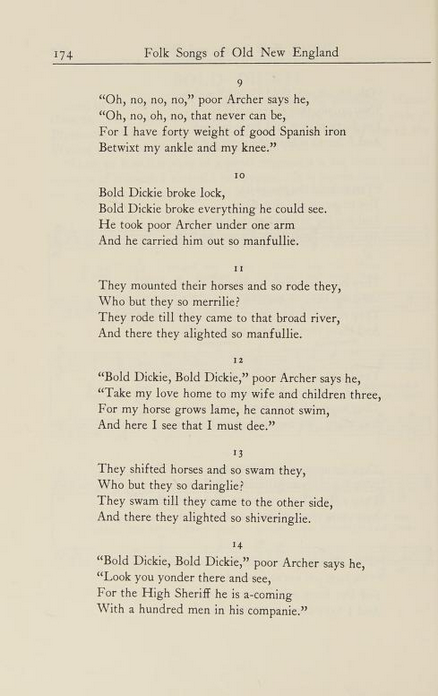 174 Folk Songs of Old New England
9
“Oh, no, no, no,” poor Archer says he,
“Oh, no, oh, no, that never can be,
For I have forty weight of good Spanish iron
Betwixt my ankle and my knee.”
10
Bold Dickie broke lock,
Bold Dickie broke everything he could see.
He took poor Archer under one arm
And he carried him out so manfullie.
11
They mounted their horses and so rode they,
Who but they so merrilie?
They rode till they came to that broad river,
And there they alighted so manfullie.
12
“Bold Dickie, Bold Dickie,” poor Archer says he,
“Take my love home to my wife and children three,
For my horse grows lame, he cannot swim,
And here I see that I must dee.”
13
They shifted horses and so swam they,
Who but they so daringlie?
They swam till they came to the other side,
And there they alighted so shiveringlie.
14
“Bold Dickie, Bold Dickie,” poor Archer says he,
“Look you yonder there and see,
For the High Sheriff he is a-coming
With a hundred men in his companie.”